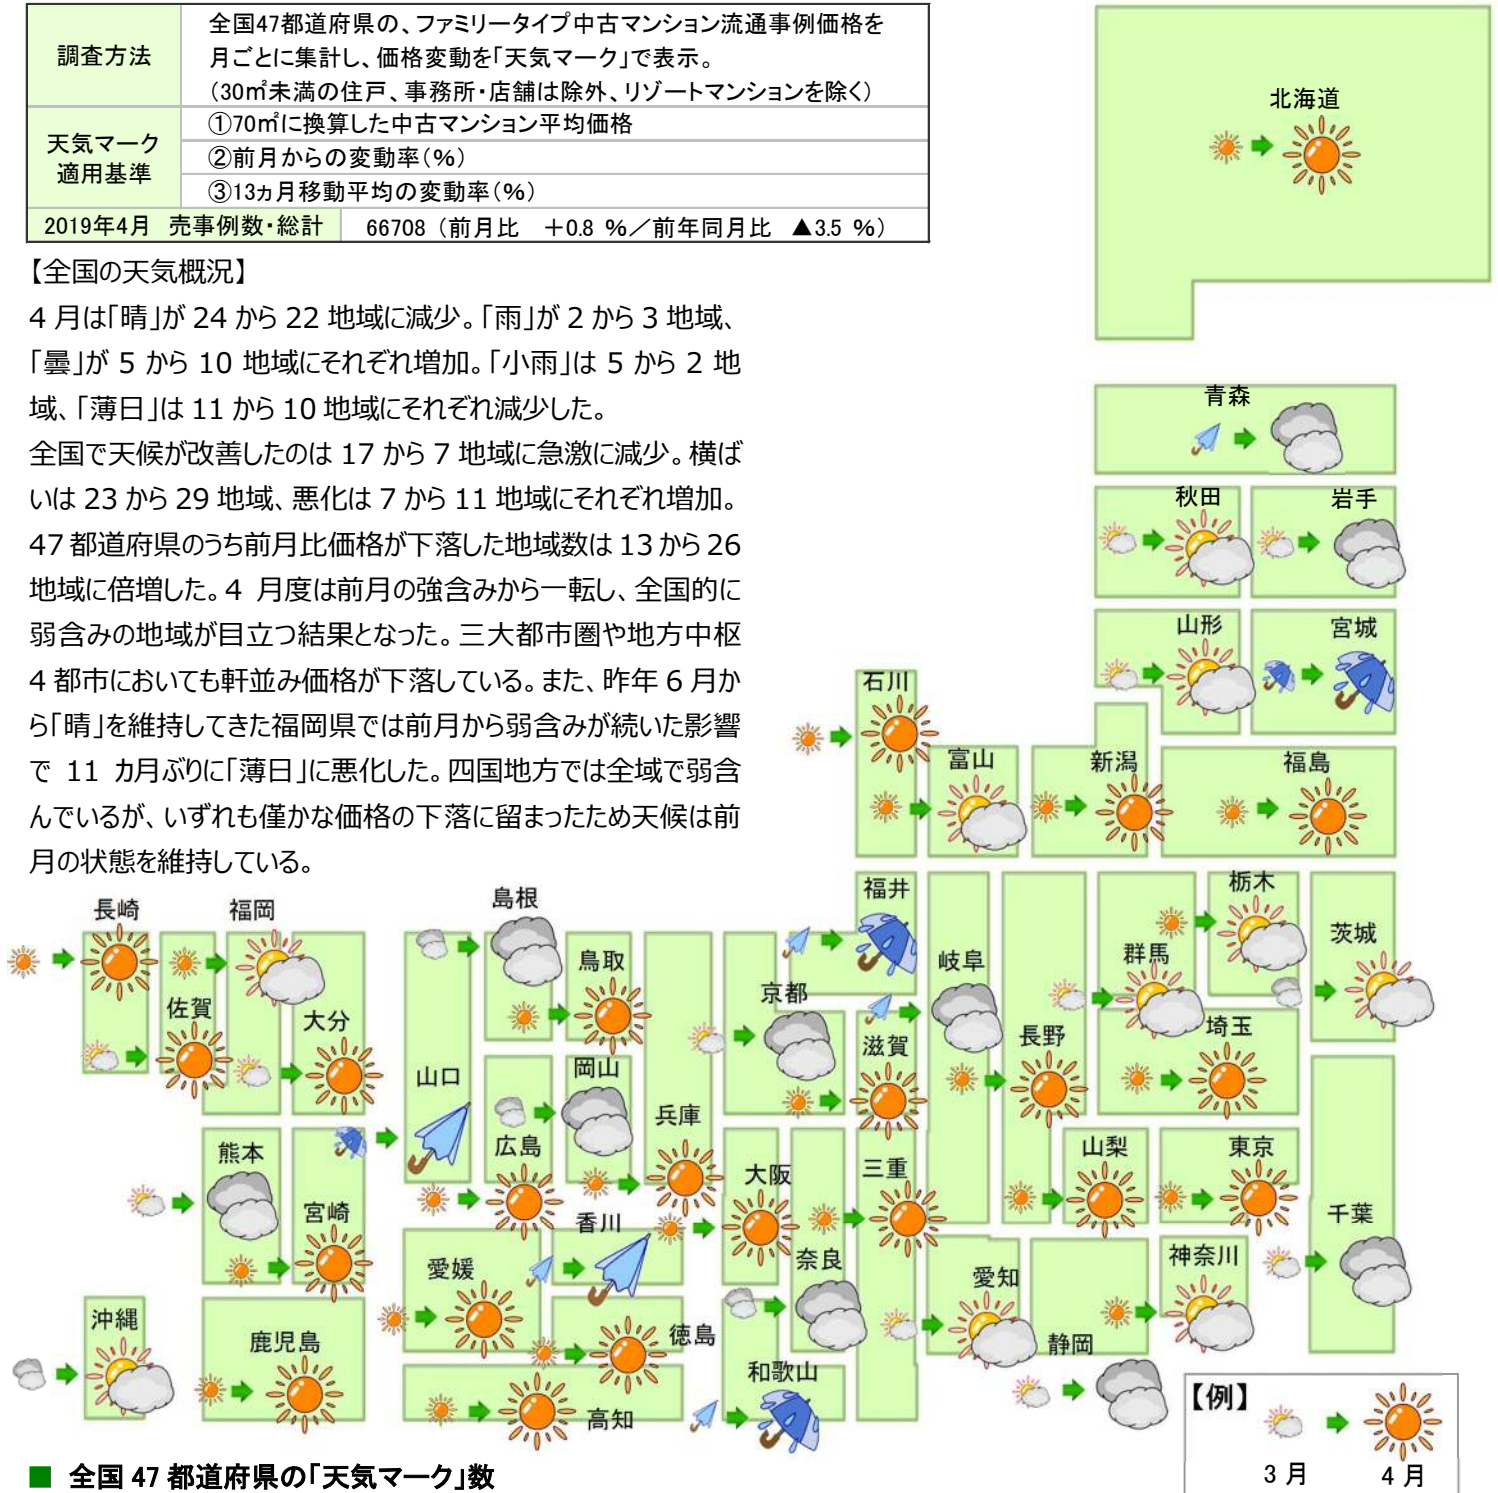 調査方法
全国47都道府県の、ファミリータイプ中古マンション流通事例価格を
月ごとに集計し、価格変動を「天気マーク」で表示。
（30㎡未満の住戸、事務所・店舗は除外、リゾートマンションを除く）
天気マーク
適用基準
①70㎡に換算した中古マンション平均価格
②前月からの変動率（%）
③13ヵ月移動平均の変動率（%）
2019年4月 売事例数・総計 66708（前月比 ＋0.8 %／前年同月比 ▲3.5 %）
【全国の天気概況】
4 月は「晴」が 24 から 22 地域に減少。「雨」が 2 から 3 地域、
「曇」が 5 から 10 地域にそれぞれ増加。「小雨」は 5 から 2 地
域、「薄日」は 11 から 10 地域にそれぞれ減少した。
全国で天候が改善したのは 17 から 7 地域に急激に減少。横ば
いは 23 から 29 地域、悪化は 7 から 11 地域にそれぞれ増加。
47 都道府県のうち前月比価格が下落した地域数は 13 から 26
地域に倍増した。4 月度は前月の強含みから一転し、全国的に
弱含みの地域が目立つ結果となった。三大都市圏や地方中枢
4 都市においても軒並み価格が下落している。また、昨年 6 月か
ら「晴」を維持してきた福岡県では前月から弱含みが続いた影響
で 11 カ月ぶりに「薄日」に悪化した。四国地方では全域で弱含
んでいるが、いずれも僅かな価格の下落に留まったため天候は前
月の状態を維持している。
北海道
青森
秋田
岩手
山形
宮城
石川
富山
新潟
福島
長崎
福岡
島根
福井
栃木
茨城
佐賀
大分
鳥取
京都
岐阜
群馬
山口
岡山
滋賀
長野
埼玉
熊本
広島
兵庫
大阪
三重
山梨
東京
宮崎
香川
千葉
愛媛
奈良
愛知
神奈川
沖縄
鹿児島
徳島
静岡
高知
和歌山
【例】
3 月
4 月
■ 全国 47 都道府県の「天気マーク」数